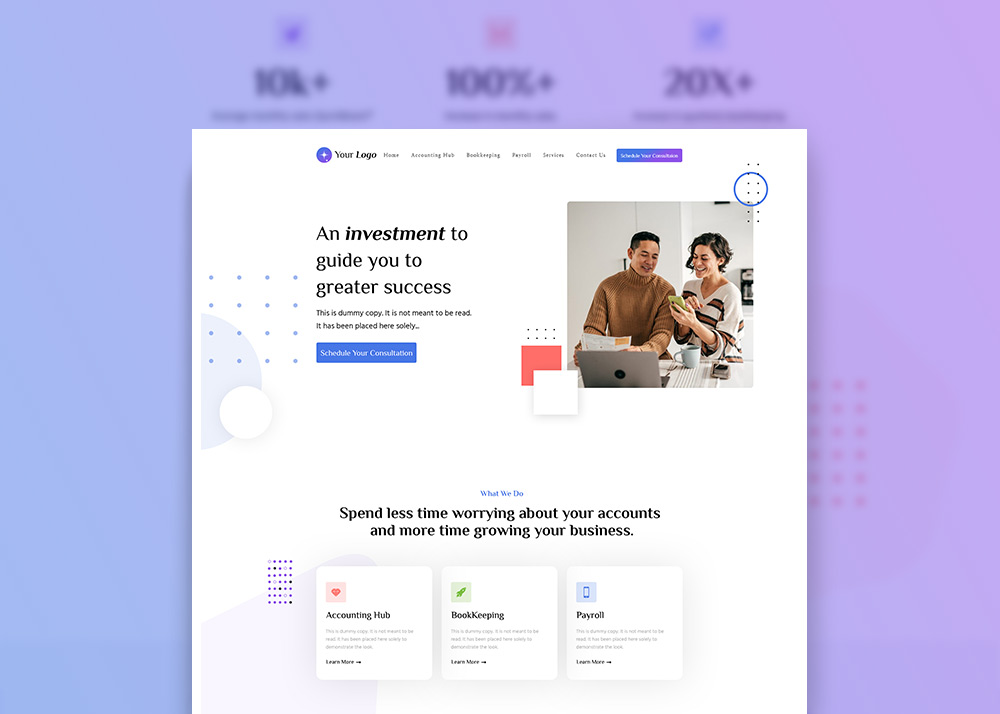 10k+ 100%+ 20X+
Your Logo Home Accounting Hub Bookkeeping Payroll Services Contact Us Schedule Your Consultation
An investment to
guide you to
greater success
This is dummy copy. It is not meant to be read.
It has been placed here solely...
Schedule Your Consultation
What We Do
Spend less time worrying about your accounts
and more time growing your business.
Accounting Hub
This is dummy copy. It is not meant to be
read. It has been placed here solely to
demonstrate the look.
Learn More ➞
BookKeeping
This is dummy copy. It is not meant to be
read. It has been placed here solely to
demonstrate the look.
Learn More ➞
Payroll
This is dummy copy. It is not meant to be
read. It has been placed here solely to
demonstrate the look.
Learn More ➞